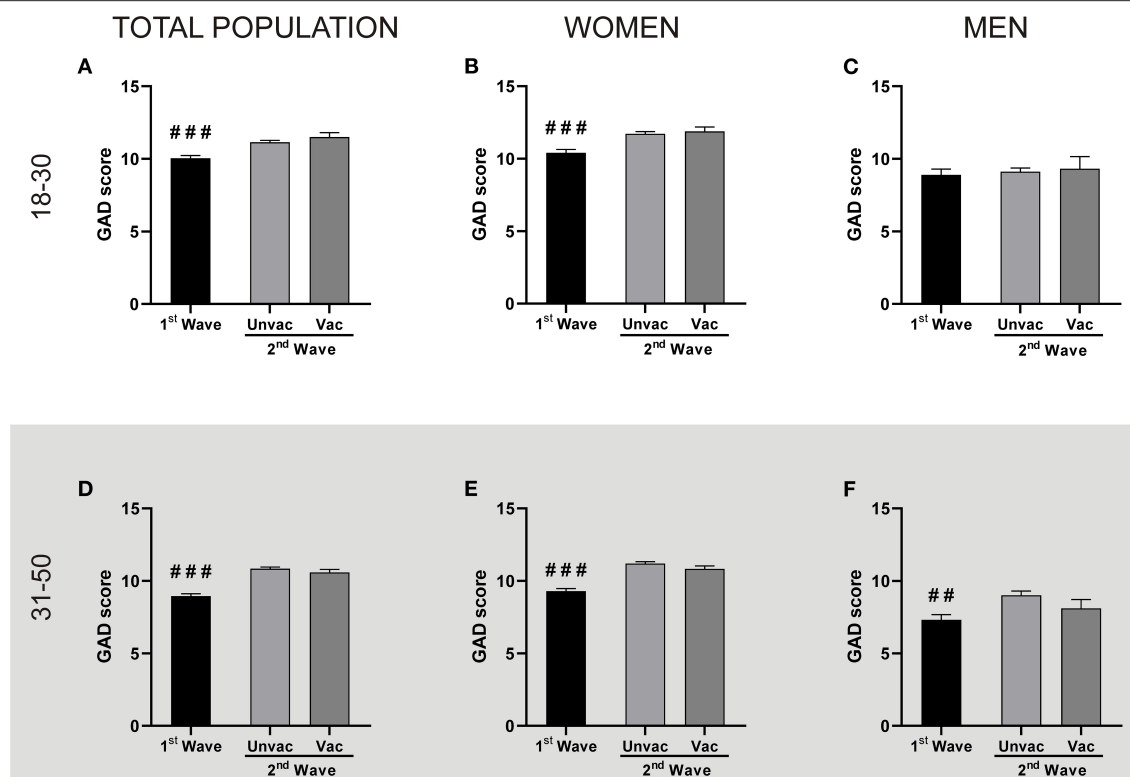 TOTAL POPULATION WOMEN MEN
18-30
A
15
10
5
0
GAD score
# # #
1st Wave Unvac Vac
2nd Wave
B
15
10
5
0
GAD score
# # #
1st Wave Unvac Vac
2nd Wave
C
15
10
5
0
GAD score
1st Wave Unvac Vac
2nd Wave
31-50
D
15
10
5
0
GAD score
# # #
1st Wave Unvac Vac
2nd Wave
E
15
10
5
0
GAD score
# # #
1st Wave Unvac Vac
2nd Wave
F
15
10
5
0
GAD score
# #
1st Wave Unvac Vac
2nd Wave